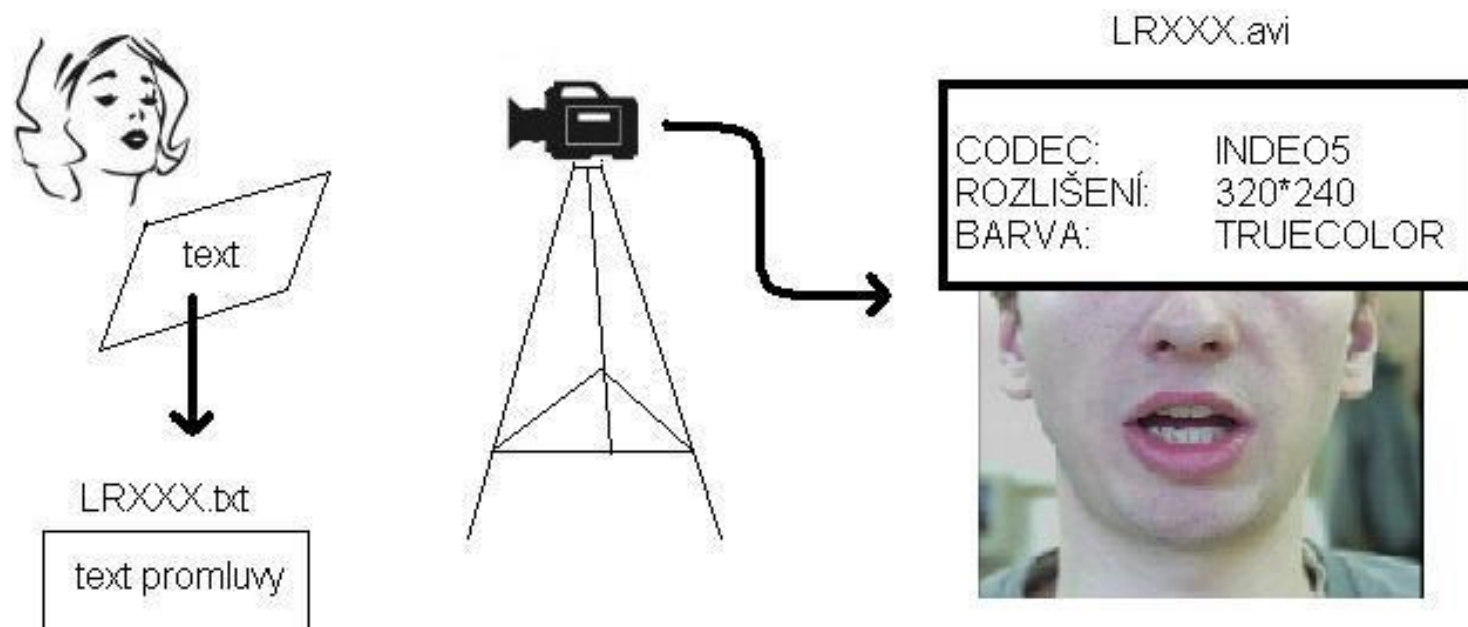 LRXXX.avi
CODEC: INDEO5
ROZLIŠENÍ: 320*240
BARVA: TRUECOLOR
text
LRXXX.txt
text promluvy